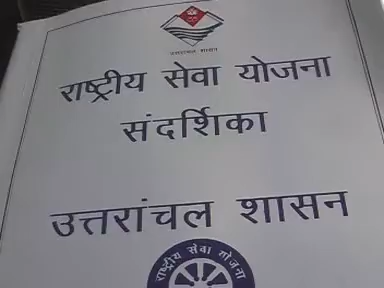 उत्तरांचल शासन
राष्ट्रीय सेवा योजना
संदर्शिका
उत्तरांचल शासन
राष्ट्रीय सेवा योजना